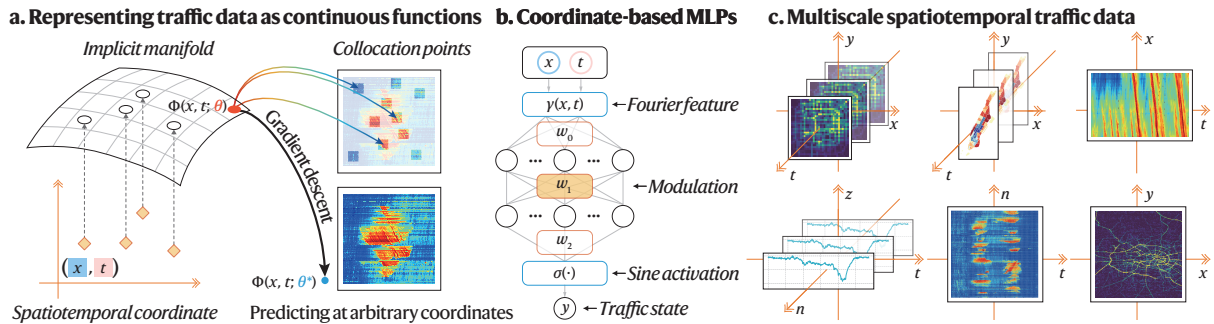 a. Representing traffic data as continuous functions
Implicit manifold
Collocation points
Φ(x, t; θ)
Gradient descent
(x, t)
Φ(x, t; θ*)
Spatiotemporal coordinate
Predicting at arbitrary coordinates
b. Coordinate-based MLPs
x t
γ(x, t)
Fourier feature
w₀
... ...
w₁
Modulation
... ...
w₂
σ(·)
Sine activation
y
Traffic state
c. Multiscale spatiotemporal traffic data
y
x
t
y
x
t
x
t
z
t
n
n
t
y
x